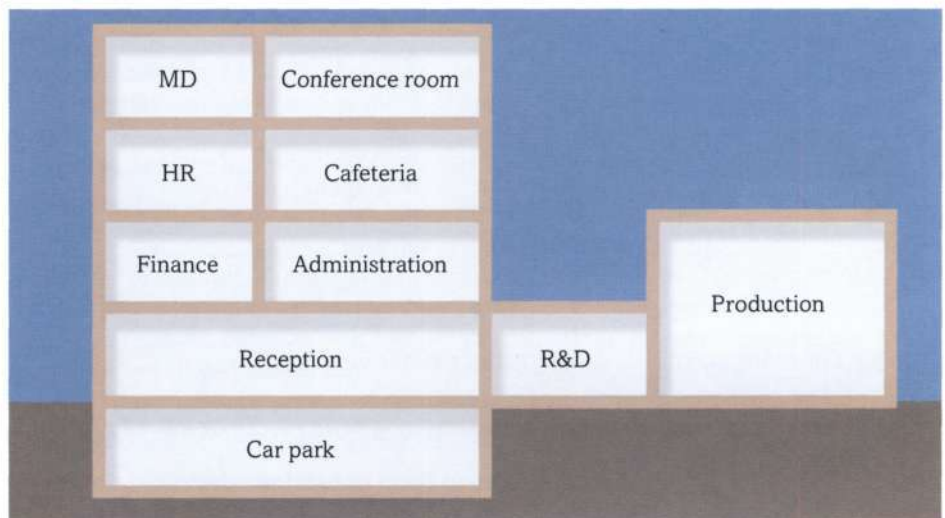 MD
Conference room
HR
Cafeteria
Finance
Administration
Production
Reception
R&D
Car park